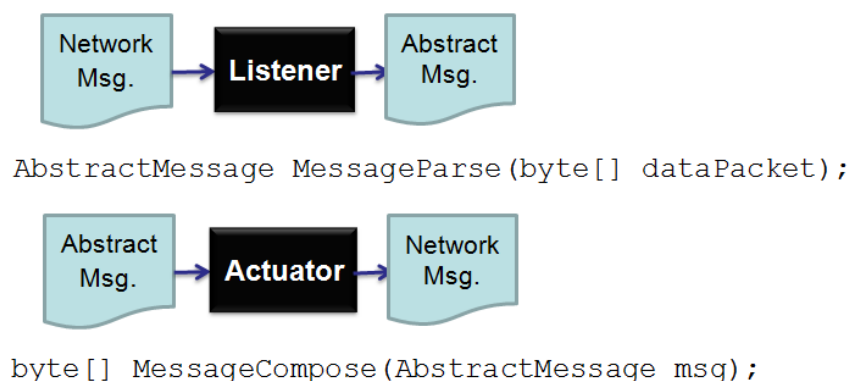 Network
Msg.
Listener
Abstract
Msg.
AbstractMessage MessageParse(byte[] dataPacket);
Abstract
Msg.
Actuator
Network
Msg.
byte[] MessageCompose(AbstractMessage msg);